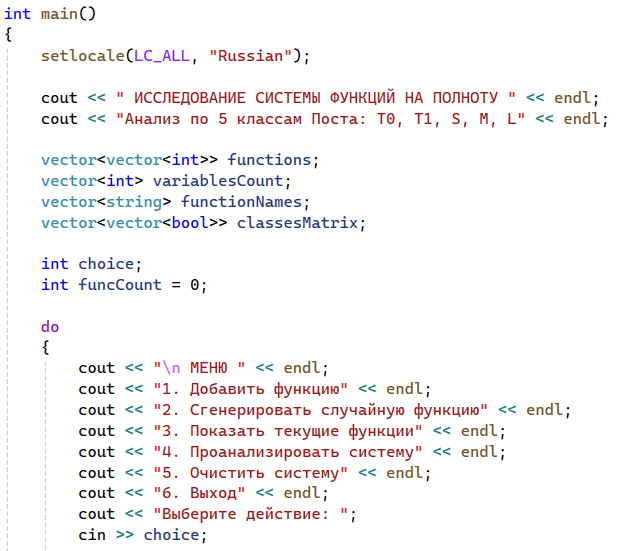 int main()
{
    setlocale(LC_ALL, "Russian");

    cout << " ИССЛЕДОВАНИЕ СИСТЕМЫ ФУНКЦИЙ НА ПОЛНОТУ " << endl;
    cout << "Анализ по 5 классам Поста: T0, T1, S, M, L" << endl;

    vector<vector<int>> functions;
    vector<int> variablesCount;
    vector<string> functionNames;
    vector<vector<bool>> classesMatrix;

    int choice;
    int funcCount = 0;

    do
    {
        cout << "\n МЕНЮ " << endl;
        cout << "1. Добавить функцию" << endl;
        cout << "2. Сгенерировать случайную функцию" << endl;
        cout << "3. Показать текущие функции" << endl;
        cout << "4. Проанализировать систему" << endl;
        cout << "5. Очистить систему" << endl;
        cout << "6. Выход" << endl;
        cout << "Выберите действие: ";
        cin >> choice;